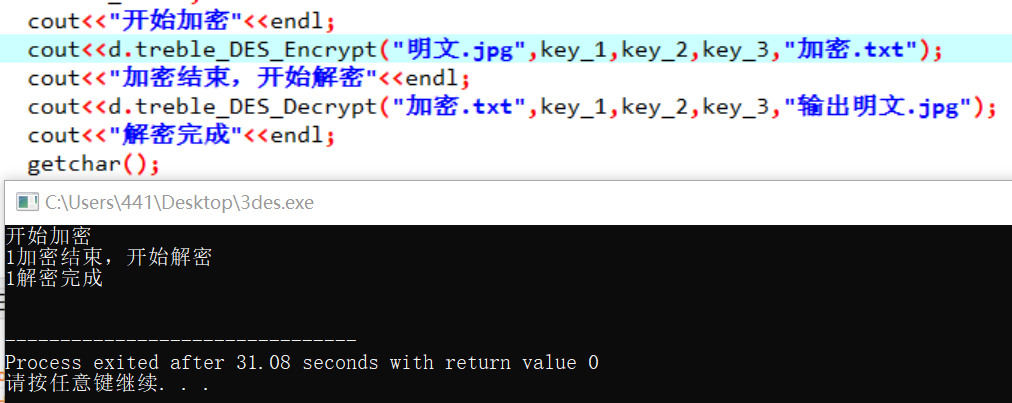 cout<<"开始加密"<<endl;
cout<<d.treble_DES_Encrypt("明文.jpg",key_1,key_2,key_3,"加密.txt");
cout<<"加密结束，开始解密"<<endl;
cout<<d.treble_DES_Decrypt("加密.txt",key_1,key_2,key_3,"输出明文.jpg");
cout<<"解密完成"<<endl;
getchar();
C:\Users\441\Desktop\3des.exe
开始加密
1加密结束，开始解密
1解密完成
--------------------------------
Process exited after 31.08 seconds with return value 0
请按任意键继续. . .